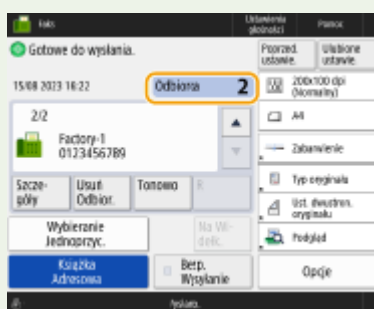 Faks
Ustawienia głośności
Pomoc
Gotowe do wysłania.
Poprzed. ustawie.
Ulubione ustawie.
15/08 2023 16:22
Odbiorca 2
200x100 dpi (Normalny)
2/2
A4
Factory-1
0123456789
Zabarwienie
Szcze-
góły
Usuń
Odbior.
Tonowo
R
Typ oryginału
Ust. dwustron.
oryginału
Wybieranie
Jednoprzyc.
Na Wi-
dełk.
Podgląd
Książka
Adresowa
Bezp.
Wysyłanie
Opcje